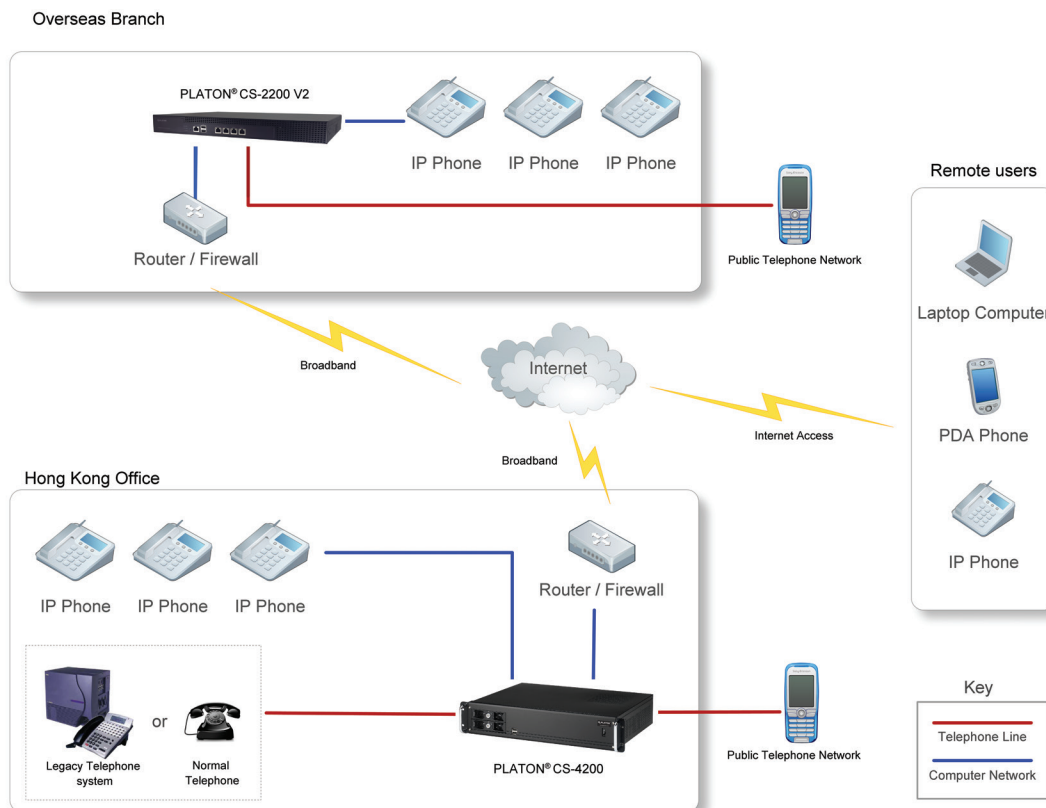 Overseas Branch
PLATON® CS-2200 V2
IP Phone
IP Phone
IP Phone
Router / Firewall
Public Telephone Network
Remote users
Laptop Computer
PDA Phone
IP Phone
Broadband
Internet
Internet Access
Broadband
Hong Kong Office
IP Phone
IP Phone
IP Phone
Router / Firewall
Legacy Telephone
system
or
Normal
Telephone
PLATON® CS-4200
Public Telephone Network
Key
Telephone Line
Computer Network